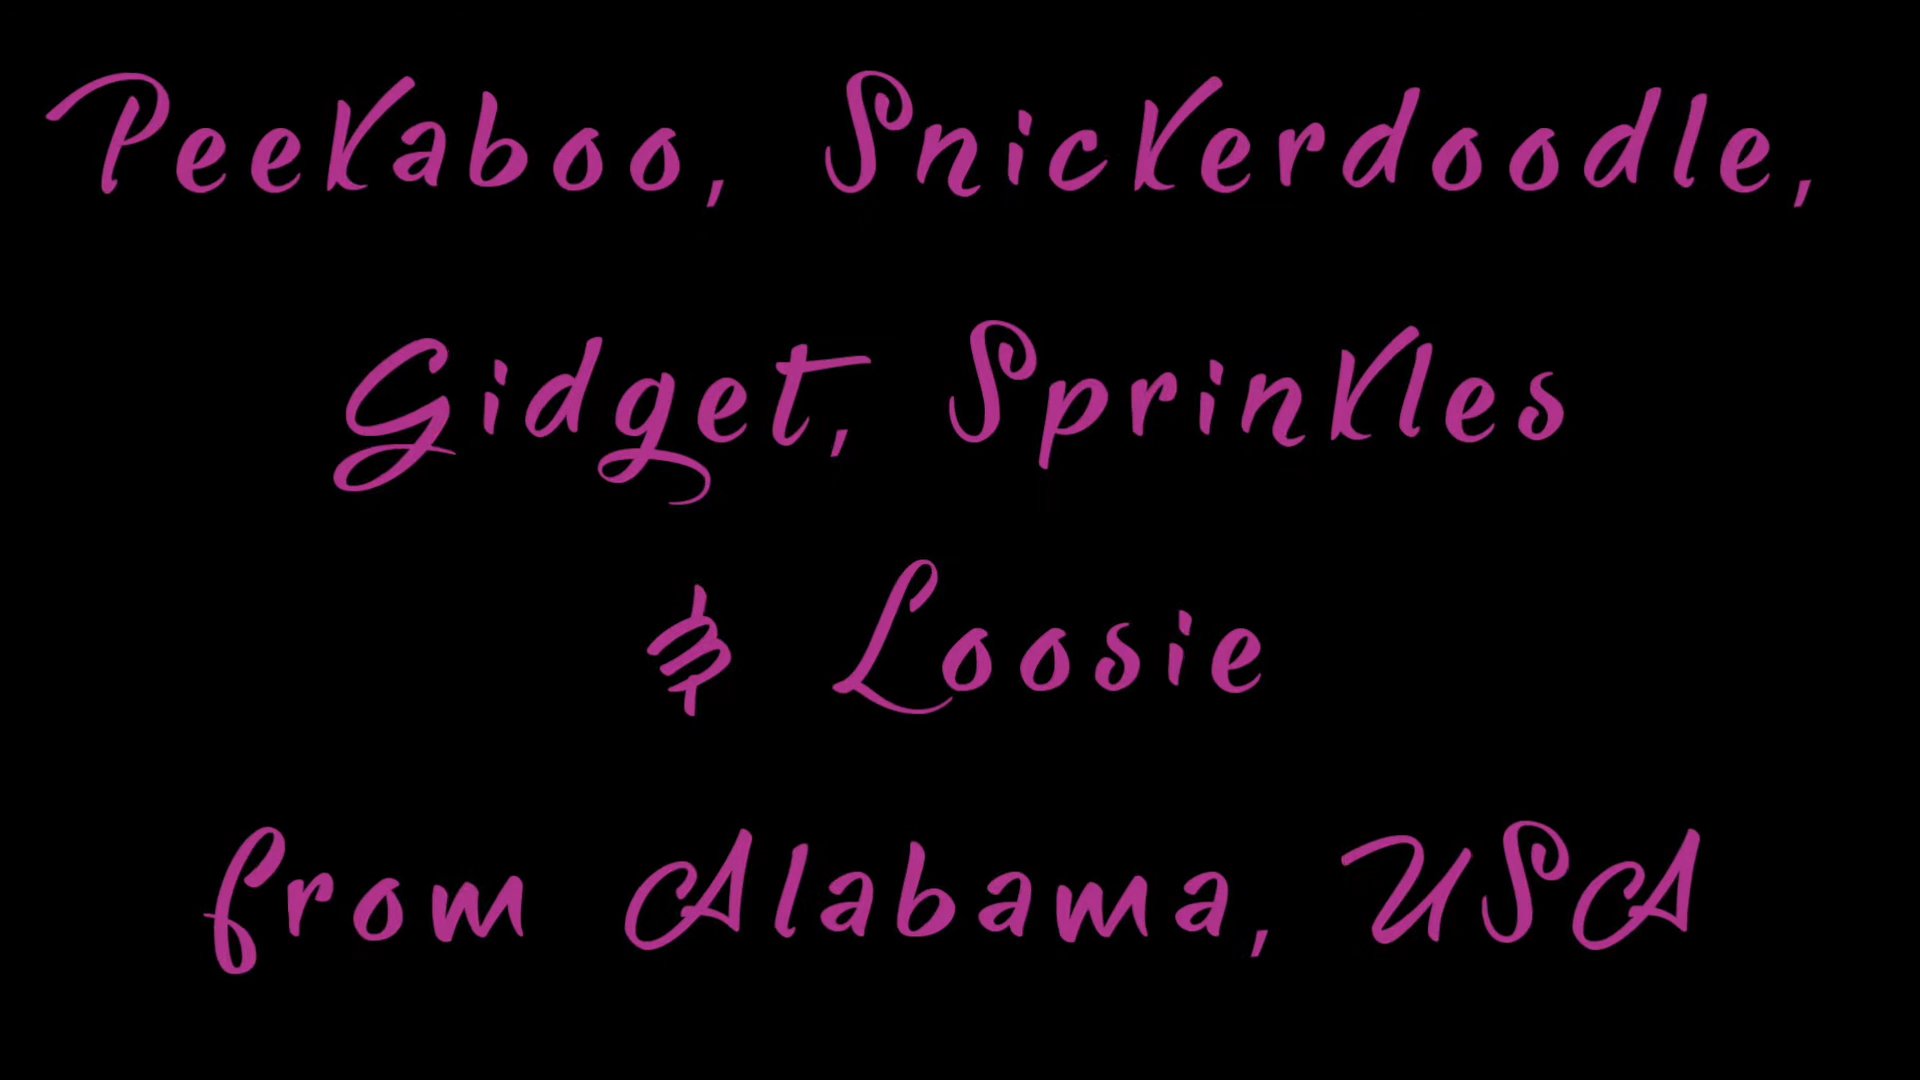 Peekaboo, Snickerdoodle,
Gidget, Sprinkles
& Loosie
from Alabama, USA